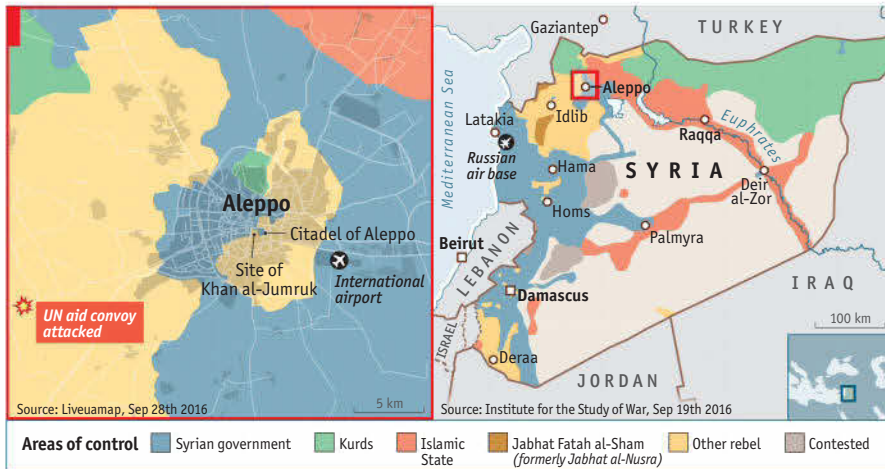 Aleppo
Citadel of Aleppo
Site of
Khan al-Jumruk
International
airport
UN aid convoy
attacked
Source: Liveuamap, Sep 28th 2016
5 km
Gaziantep
TURKEY
Mediterranean Sea
Aleppo
Idlib
Latakia
Russian
air base
Raqqa
Euphrates
Hama
SYRIA
Deir
al-Zor
Homs
Palmyra
Beirut
LEBANON
Damascus
IRAQ
ISRAEL
Deraa
JORDAN
100 km
Source: Institute for the Study of War, Sep 19th 2016
Areas of control
Syrian government
Kurds
Islamic
State
Jabhat Fatah al-Sham
(formerly Jabhat al-Nusra)
Other rebel
Contested